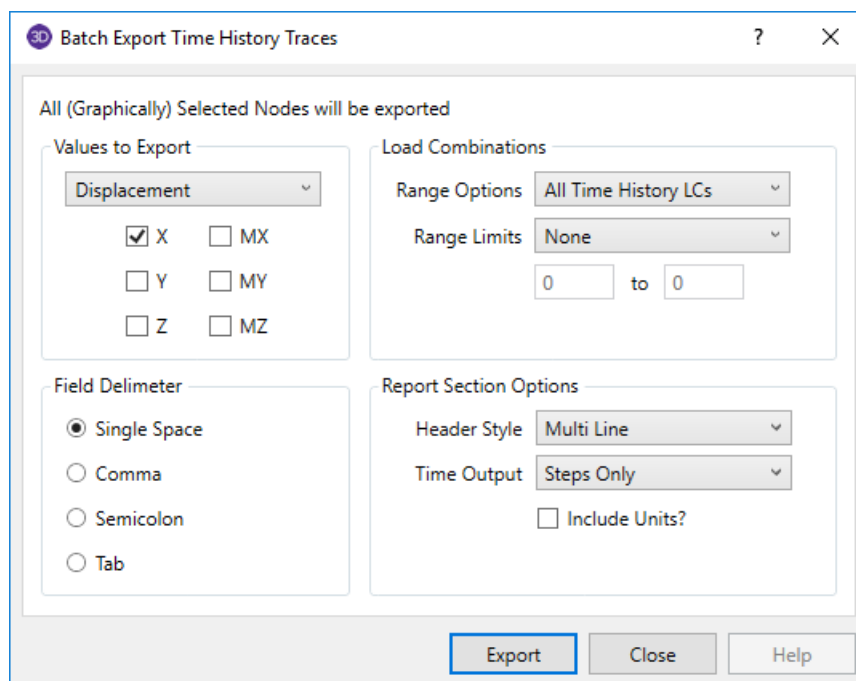 3D Batch Export Time History Traces ?
All (Graphically) Selected Nodes will be exported
Values to Export
Displacement
X MX
Y MY
Z MZ
Load Combinations
Range Options All Time History LCs
Range Limits None
0 to 0
Field Delimeter
Single Space
Comma
Semicolon
Tab
Report Section Options
Header Style Multi Line
Time Output Steps Only
Include Units?
Export Close Help